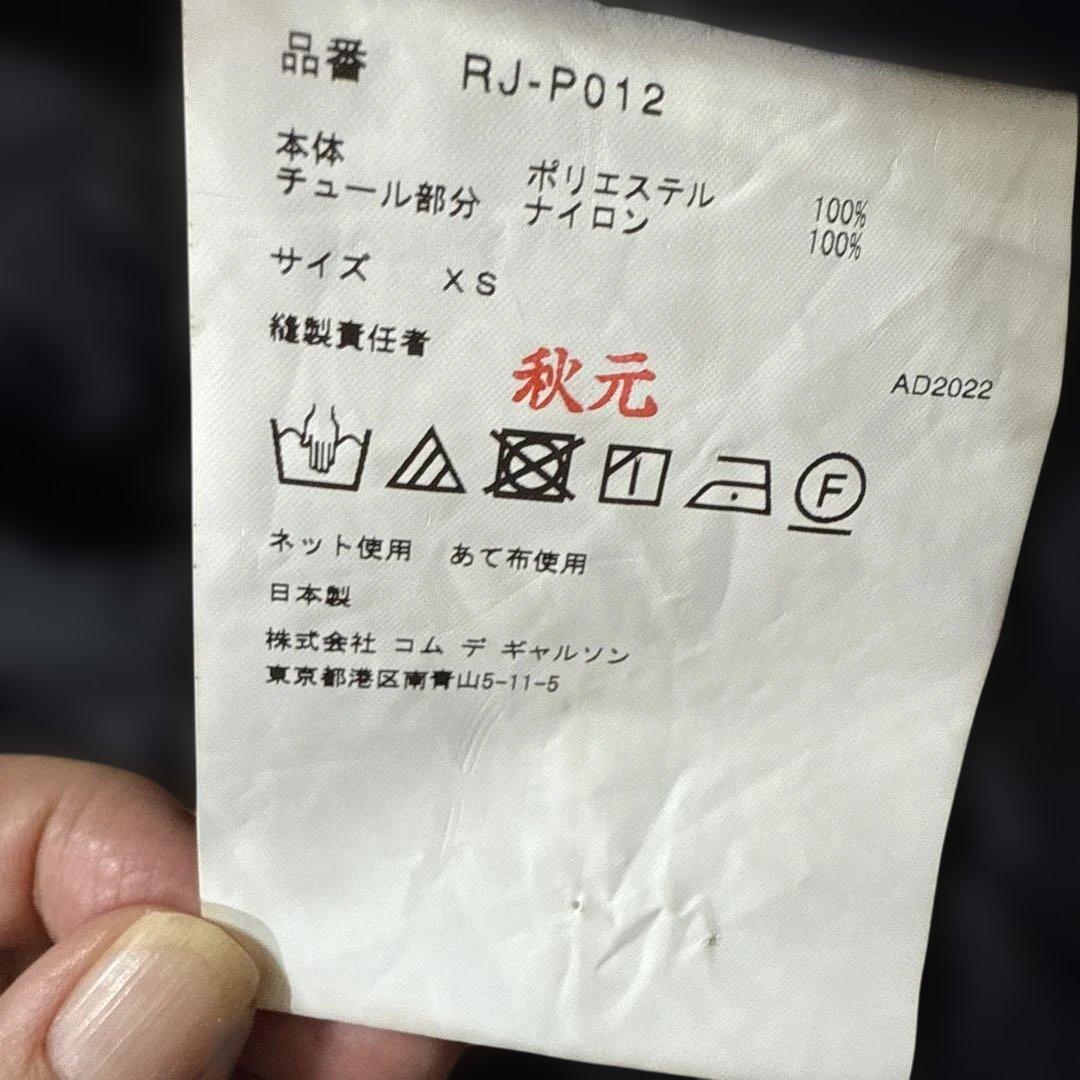 品番 RJ-P012
本体 ポリエステル 100%
チュール部分 ナイロン 100%
サイズ XS
縫製責任者 秋元 AD2022
F
ネット使用 あて布使用
日本製
株式会社 コム デ ギャルソン
東京都港区南青山5-11-5